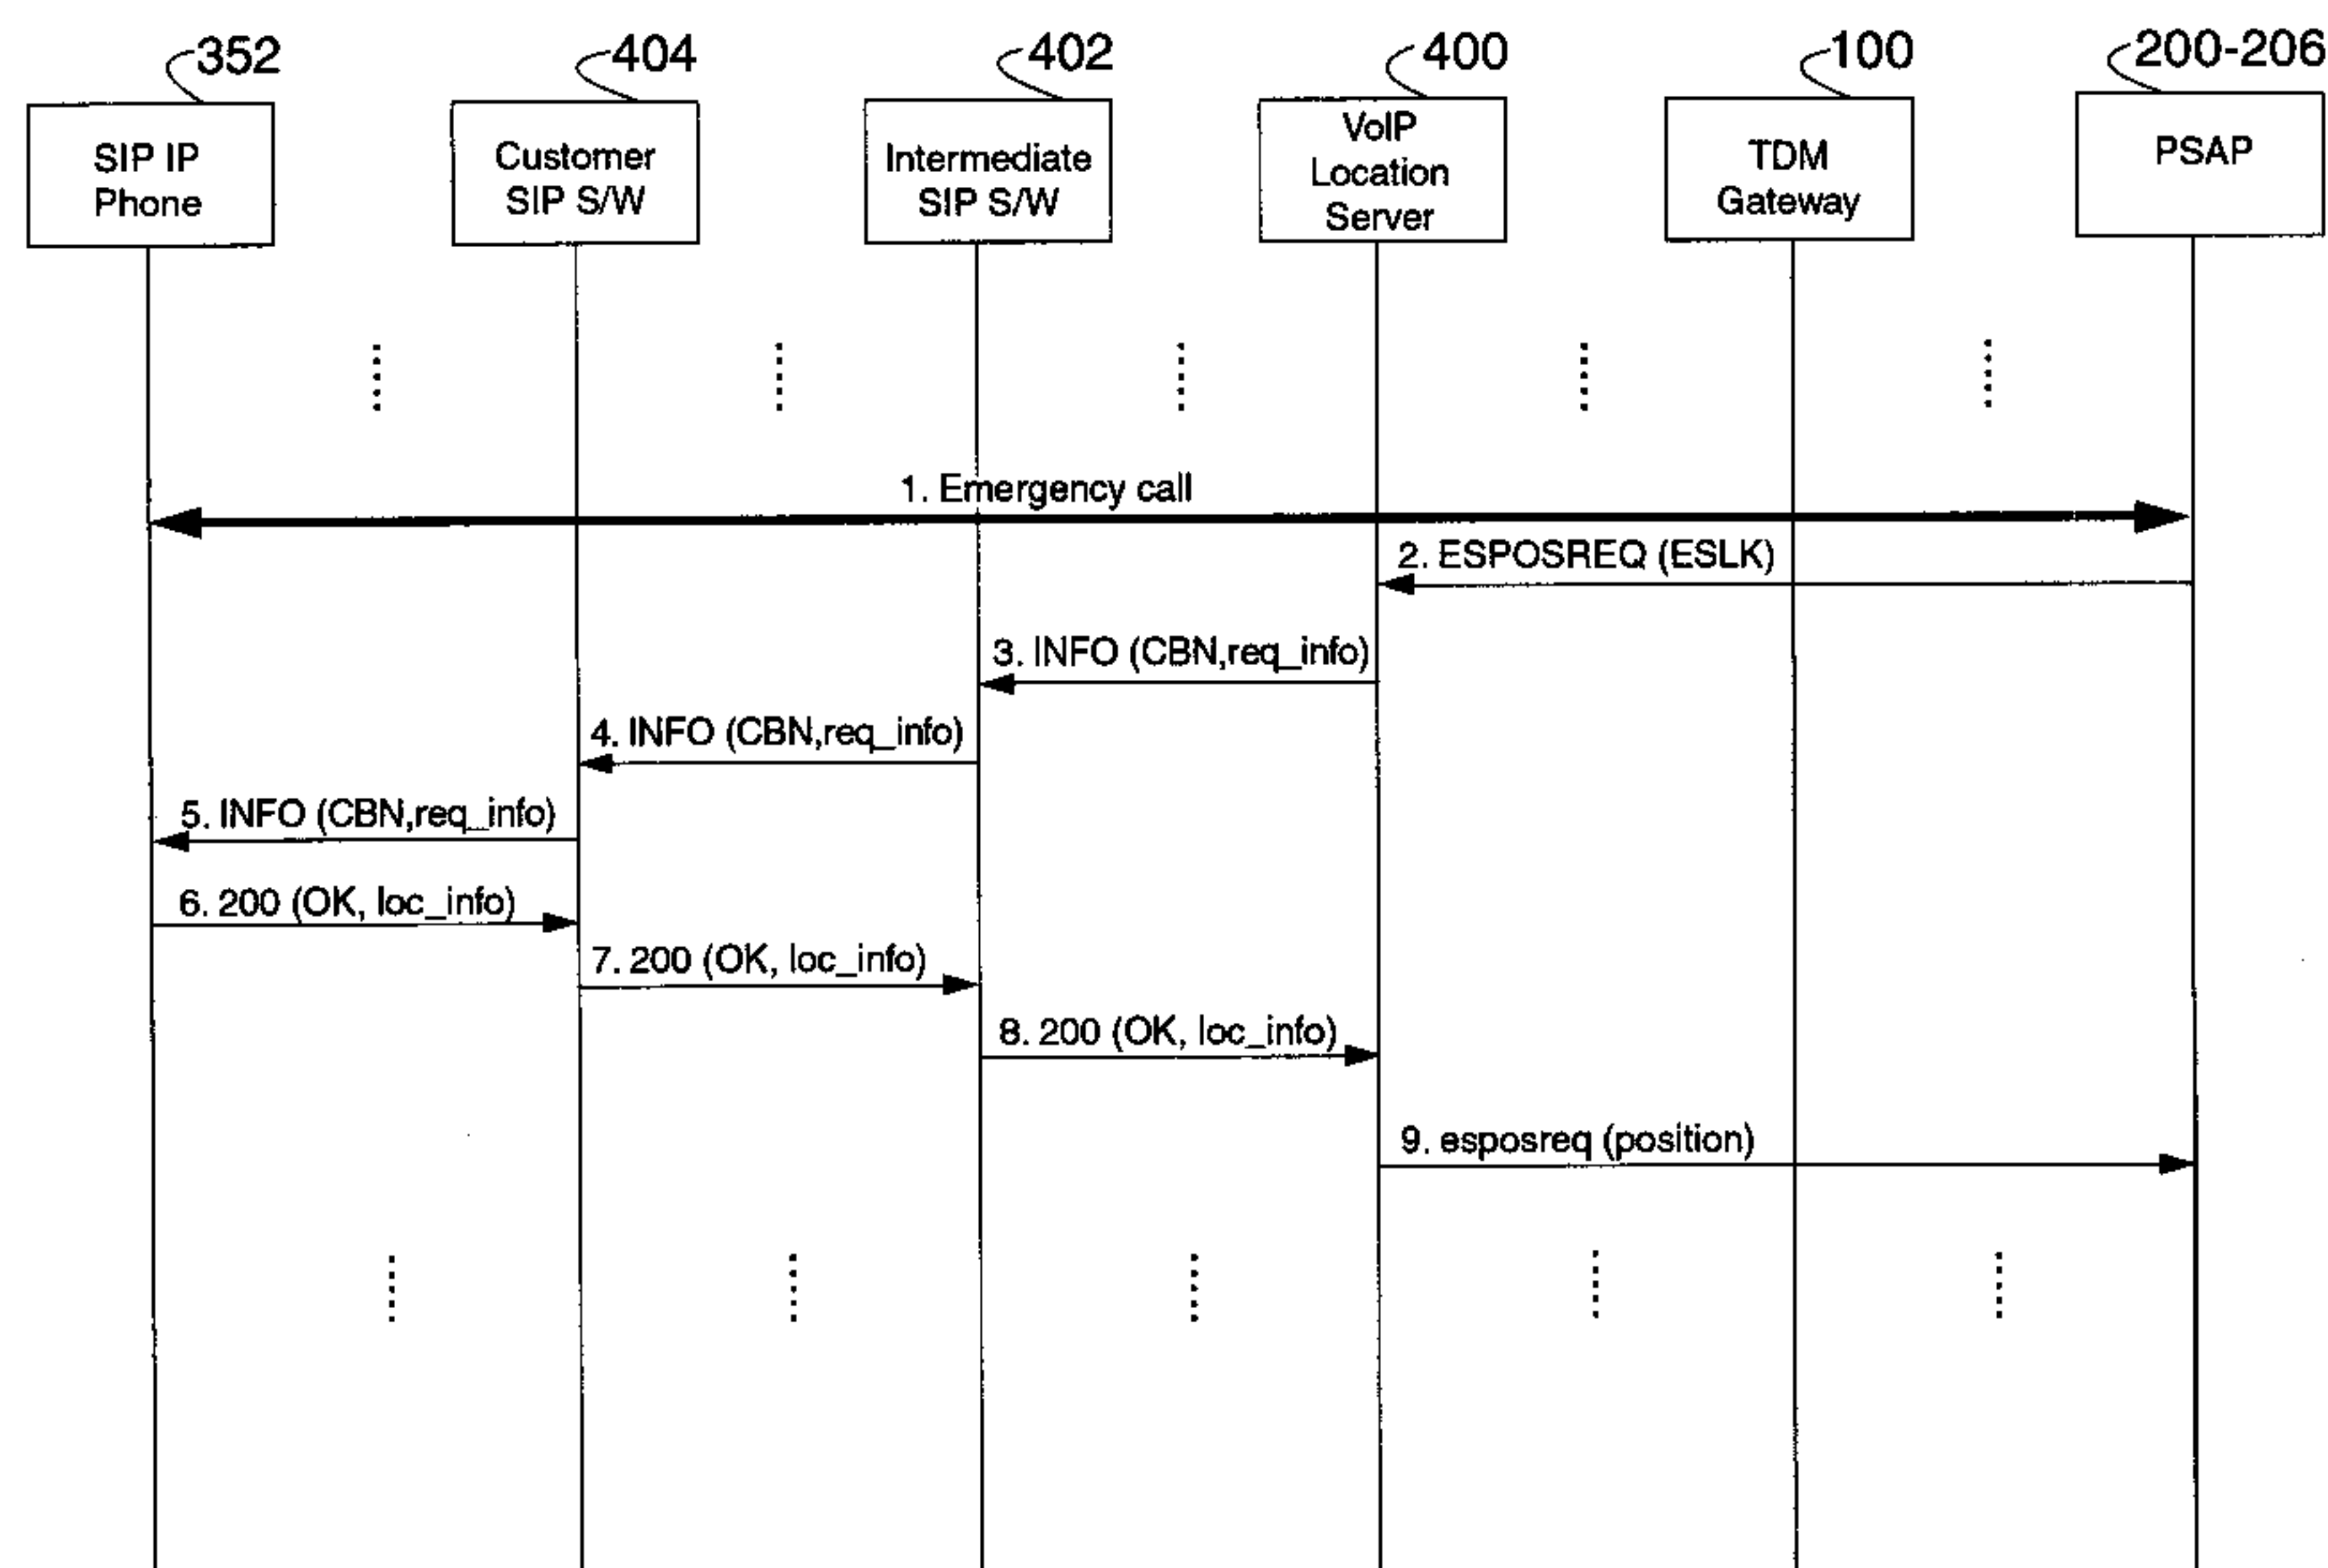 352
404
402
400
100
200-206
SIP IP
Phone
Customer
SIP S/W
Intermediate
SIP S/W
VoIP
Location
Server
TDM
Gateway
PSAP
1. Emergency call
2. ESPOSREQ (ESLK)
3. INFO (CBN,req_info)
4. INFO (CBN,req_info)
5. INFO (CBN,req_info)
6. 200 (OK, loc_info)
7. 200 (OK, loc_info)
8. 200 (OK, loc_info)
9. esposreq (position)